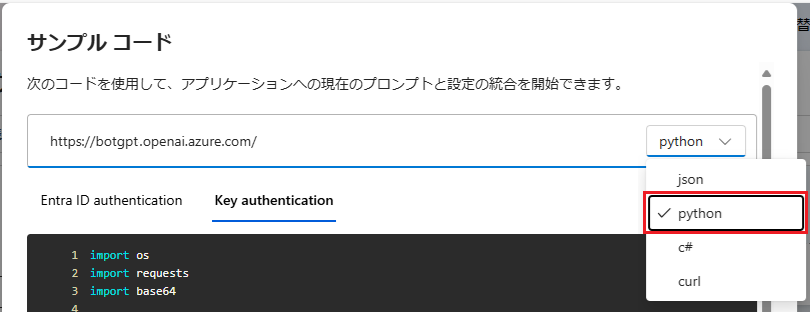 サンプル コード
次のコードを使用して、アプリケーションへの現在のプロンプトと設定の統合を開始できます。
https://botgpt.openai.azure.com/
python
json
Entra ID authentication
Key authentication
python
c#
curl
1 import os
2 import requests
3 import base64
4
替